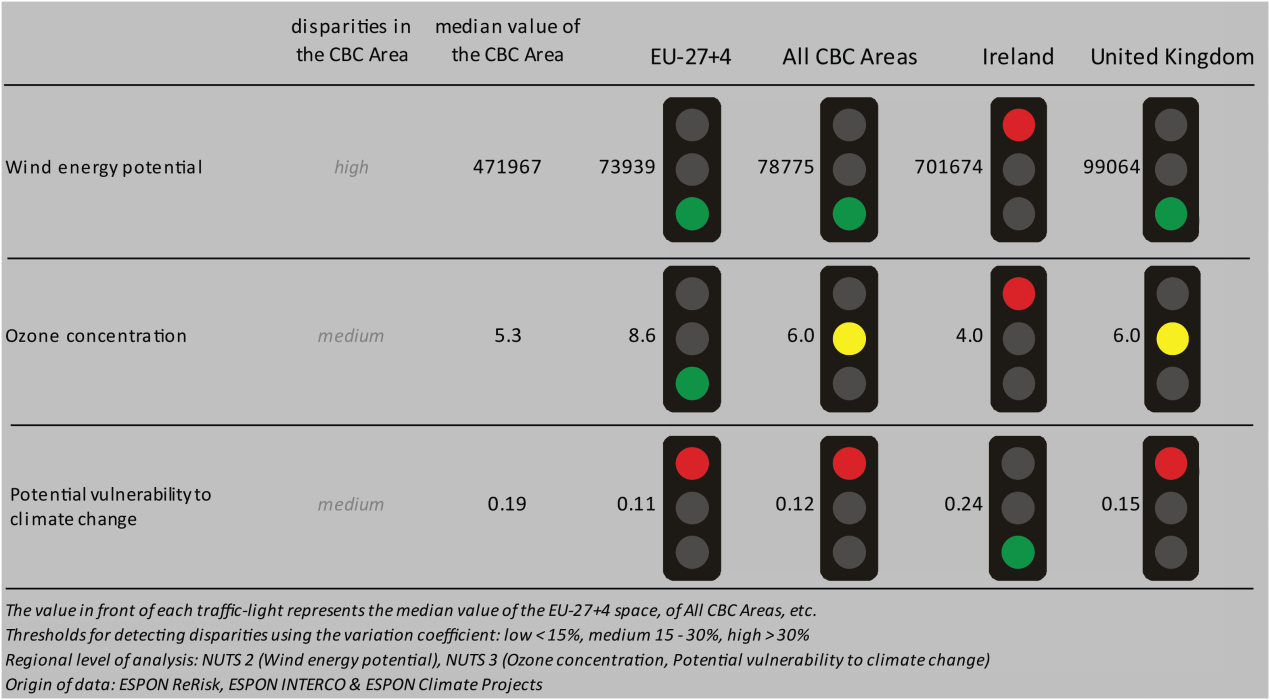 disparities in the CBC Area
median value of the CBC Area
EU-27+4
All CBC Areas
Ireland
United Kingdom
Wind energy potential
high
471967
73939
78775
701674
99064
Ozone concentration
medium
5.3
8.6
6.0
4.0
6.0
Potential vulnerability to
climate change
medium
0.19
0.11
0.12
0.24
0.15
The value in front of each traffic-light represents the median value of the EU-27+4 space, of All CBC Areas, etc.
Thresholds for detecting disparities using the variation coefficient: low < 15%, medium 15 - 30%, high > 30%
Regional level of analysis: NUTS 2 (Wind energy potential), NUTS 3 (Ozone concentration, Potential vulnerability to climate change)
Origin of data: ESPON ReRisk, ESPON INTERCO & ESPON Climate Projects